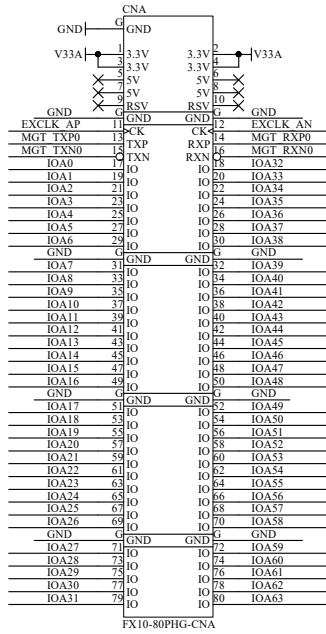 CNA
GND G GND
V33A 1 3.3V 3.3V 2 V33A
3 3.3V 3.3V 4
5 5V 5V 6
7 5V 5V 8
9 RSV RSV 10
GND G GND GND G GND
EXCLK_AP 11 CK CK 12 EXCLK_AN
MGT_TXP0 13 TXP RXP 14 MGT_RXP0
MGT_TXN0 15 TXN RXN 16 MGT_RXN0
IOA0 17 IO IO 18 IOA32
IOA1 19 IO IO 20 IOA33
IOA2 21 IO IO 22 IOA34
IOA3 23 IO IO 24 IOA35
IOA4 25 IO IO 26 IOA36
IOA5 27 IO IO 28 IOA37
IOA6 29 IO IO 30 IOA38
GND G GND GND G GND
IOA7 31 IO IO 32 IOA39
IOA8 33 IO IO 34 IOA40
IOA9 35 IO IO 36 IOA41
IOA10 37 IO IO 38 IOA42
IOA11 39 IO IO 40 IOA43
IOA12 41 IO IO 42 IOA44
IOA13 43 IO IO 44 IOA45
IOA14 45 IO IO 46 IOA46
IOA15 47 IO IO 48 IOA47
IOA16 49 IO IO 50 IOA48
GND G GND GND G GND
IOA17 51 IO IO 52 IOA49
IOA18 53 IO IO 54 IOA50
IOA19 55 IO IO 56 IOA51
IOA20 57 IO IO 58 IOA52
IOA21 59 IO IO 60 IOA53
IOA22 61 IO IO 62 IOA54
IOA23 63 IO IO 64 IOA55
IOA24 65 IO IO 66 IOA56
IOA25 67 IO IO 68 IOA57
IOA26 69 IO IO 70 IOA58
GND G GND GND G GND
IOA27 71 IO IO 72 IOA59
IOA28 73 IO IO 74 IOA60
IOA29 75 IO IO 76 IOA61
IOA30 77 IO IO 78 IOA62
IOA31 79 IO IO 80 IOA63
FX10-80PHG-CNA